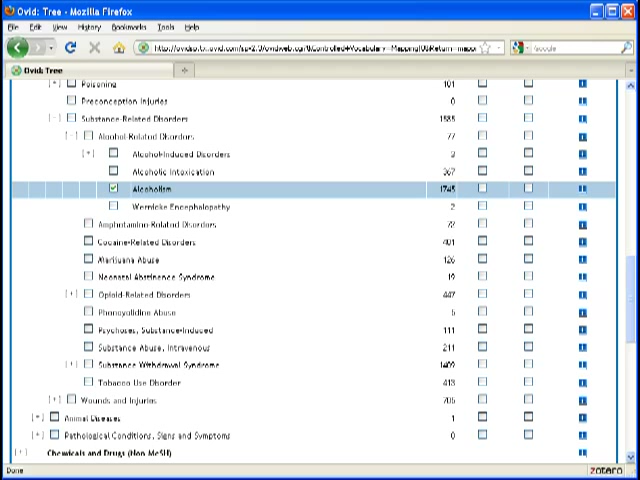 Ovid: Tree - Mozilla Firefox
File Edit View History Bookmarks Tools Help
Google
Ovid: Tree
[+] Poisoning 101
Preconception Injuries 0
[-] Substance-Related Disorders 1585
[-] Alcohol-Related Disorders 77
[+] Alcohol-Induced Disorders 3
Alcoholic Intoxication 367
Alcoholism 1745
Wernicke Encephalopathy 2
Amphetamine-Related Disorders 72
Cocaine-Related Disorders 401
Marijuana Abuse 126
Neonatal Abstinence Syndrome 19
[+] Opioid-Related Disorders 447
Phencyclidine Abuse
Psychoses, Substance-Induced 111
Substance Abuse, Intravenous 211
[+] Substance Withdrawal Syndrome 1409
Tobacco Use Disorder 413
[+] Wounds and Injuries 705
[+] Animal Diseases 1
[+] Pathological Conditions, Signs and Symptoms 0
[+] Chemicals and Drugs (Non MeSH)
Done zotero